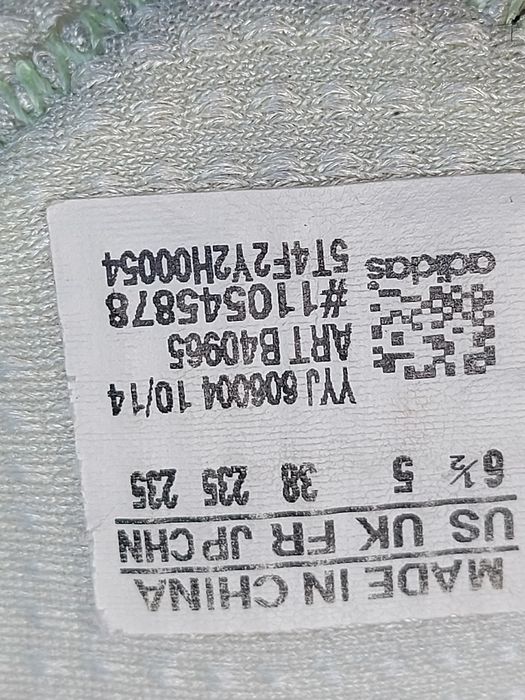 MADE IN CHINA
US UK FR JP CHN
6½ 5 38 235 235
YYJ 606004 10/14
ART B40965
#110545878
5T4F2Y2H00054
adidas